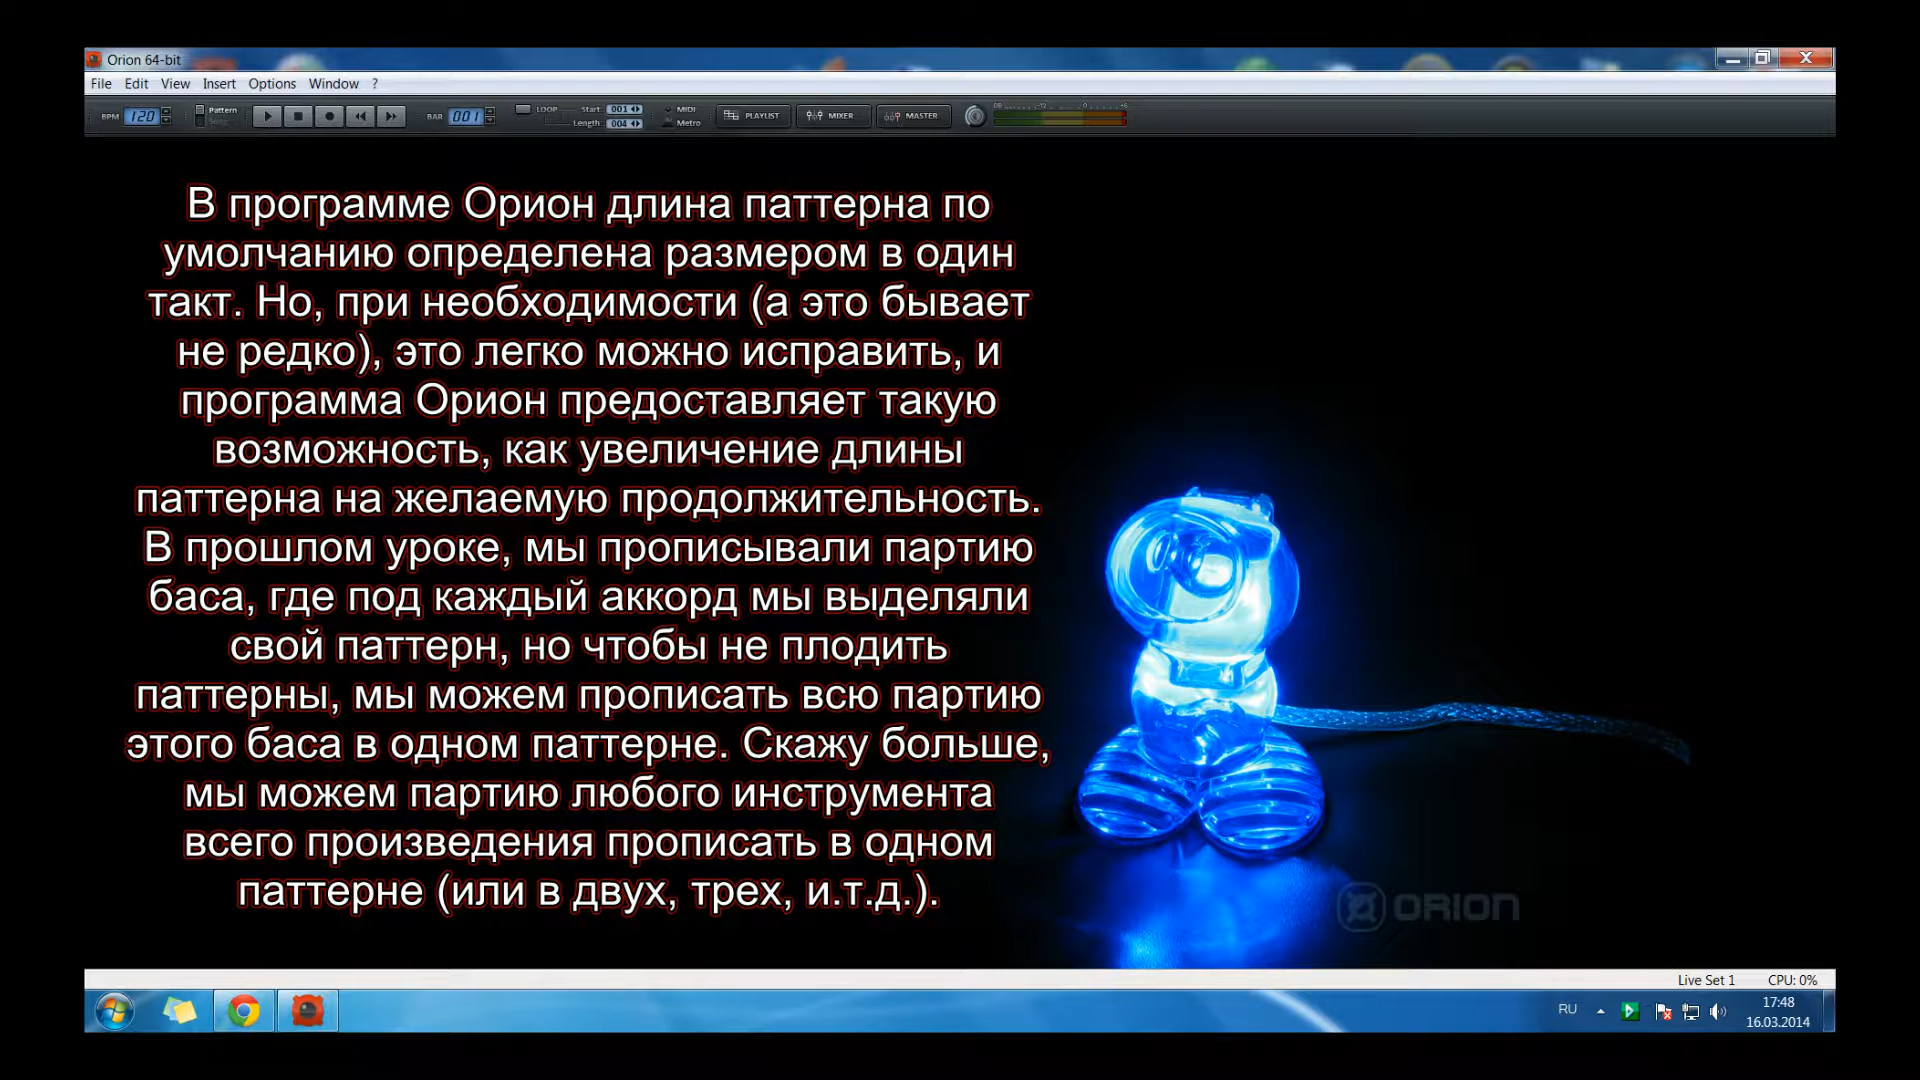 Orion 64-bit
File Edit View Insert Options Window ?
BPM 120 Pattern Song BAR 001 LOOP Start: 001 Length: 004 MIDI Metro PLAYLIST MIXER MASTER
В программе Орион длина паттерна по
умолчанию определена размером в один
такт. Но, при необходимости (а это бывает
не редко), это легко можно исправить, и
программа Орион предоставляет такую
возможность, как увеличение длины
паттерна на желаемую продолжительность.
В прошлом уроке, мы прописывали партию
баса, где под каждый аккорд мы выделяли
свой паттерн, но чтобы не плодить
паттерны, мы можем прописать всю партию
этого баса в одном паттерне. Скажу больше,
мы можем партию любого инструмента
всего произведения прописать в одном
паттерне (или в двух, трех, и.т.д.).
ORION
Live Set 1 CPU: 0%
RU 17:48
16.03.2014